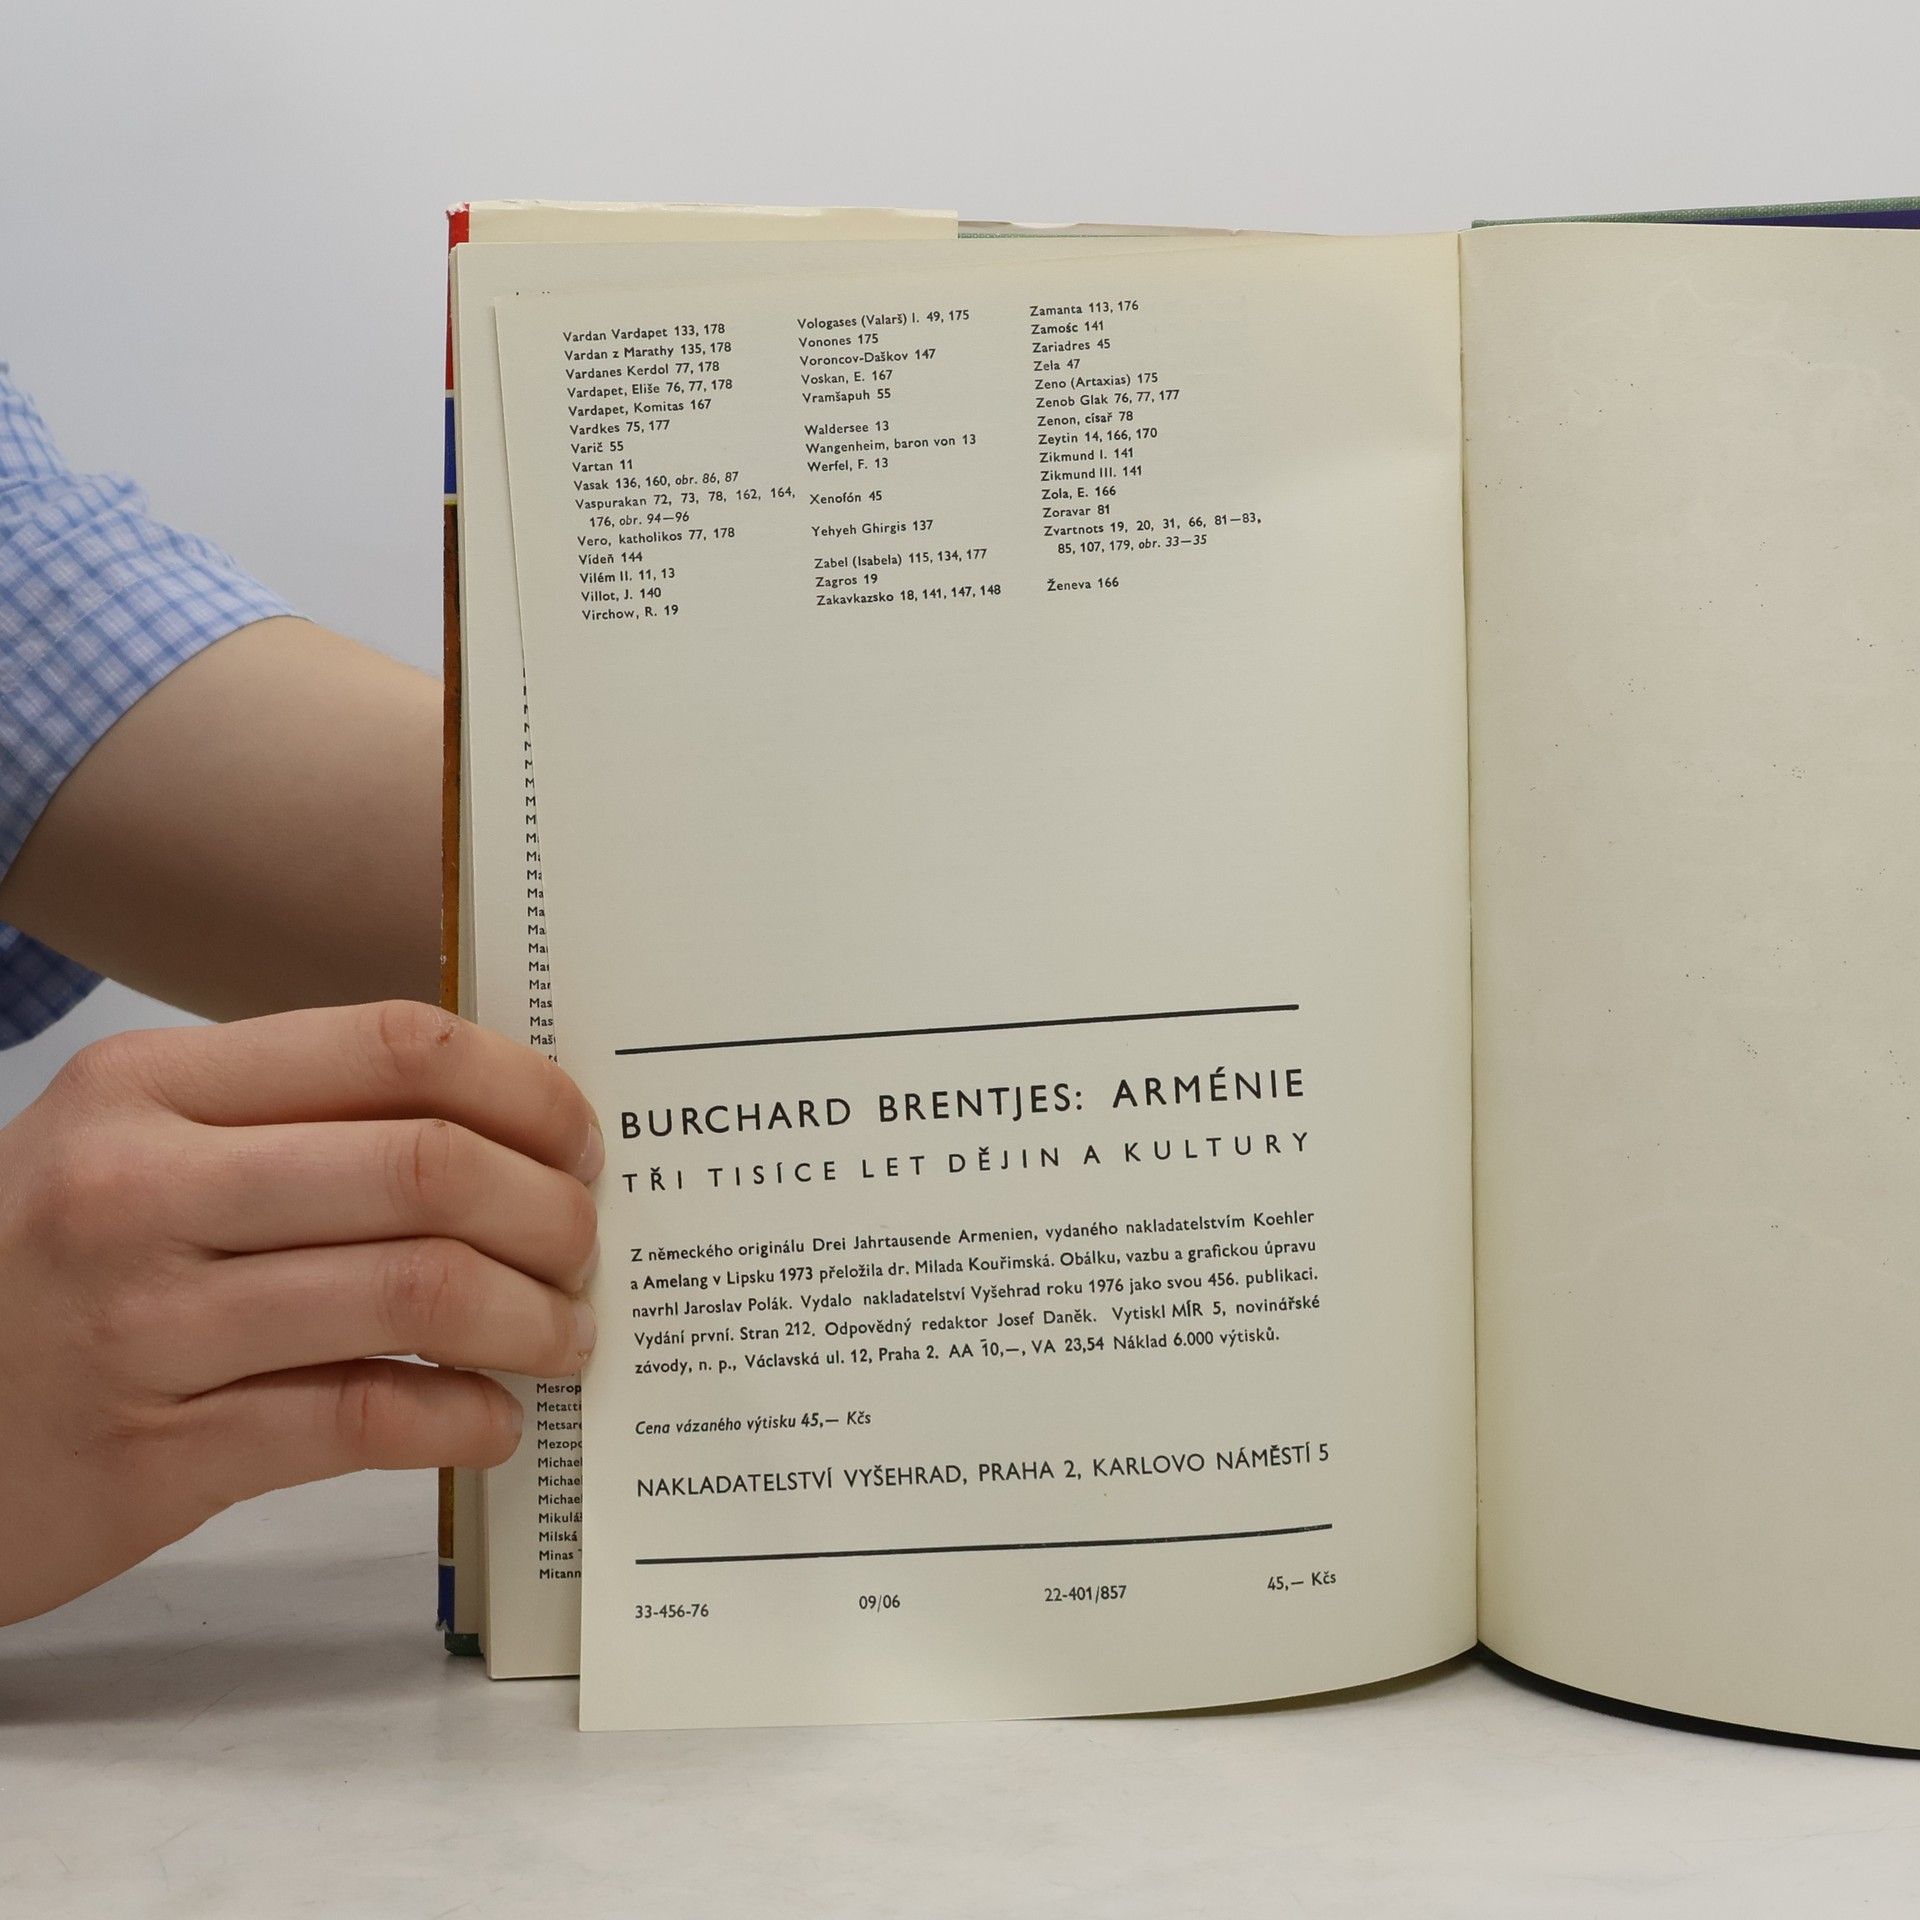 Vardan Vardapet 133, 178
Vardan z Marathy 135, 178
Vardanes Kerdol 77, 178
Vardapet, Eliše 76, 77, 178
Vardapet, Komitas 167
Vardkes 75, 177
Varič 55
Vartan 11
Vasak 136, 160, obr. 86, 87
Vaspurakan 72, 73, 78, 162, 164,
176, obr. 94—96
Vero, katholikos 77, 178
Vídeň 144
Vilém II. 11, 13
Villot, J. 140
Virchow, R. 19
Vologases (Valarš) I. 49, 175
Vonones 175
Voroncov-Daškov 147
Voskan, E. 167
Vramšapuh 55
Waldersee 13
Wangenheim, baron von 13
Werfel, F. 13
Xenofón 45
Yehyeh Ghirgis 137
Zabel (Isabela) 115, 134, 177
Zagros 19
Zakavkazsko 18, 141, 147, 148
Zamanta 113, 176
Zamośc 141
Zariadres 45
Zela 47
Zeno (Artaxias) 175
Zenob Glak 76, 77, 177
Zenon, císař 78
Zeytin 14, 166, 170
Zikmund I. 141
Zikmund III. 141
Zola, E. 166
Zoravar 81
Zvartnots 19, 20, 31, 66, 81—83,
85, 107, 179, obr. 33—35
Ženeva 166
BURCHARD BRENTJES: ARMÉNIE
TŘI TISÍCE LET DĚJIN A KULTURY
Z německého originálu Drei Jahrtausende Armenien, vydaného nakladatelstvím Koehler
a Amelang v Lipsku 1973 přeložila dr. Milada Kouřimská. Obálku, vazbu a grafickou úpravu
navrhl Jaroslav Polák. Vydalo nakladatelství Vyšehrad roku 1976 jako svou 456. publikaci.
Vydání první. Stran 212. Odpovědný redaktor Josef Daněk. Vytiskl MÍR 5, novinářské
závody, n. p., Václavská ul. 12, Praha 2. AA 10,—, VA 23,54 Náklad 6.000 výtisků.
Cena vázaného výtisku 45,— Kčs
NAKLADATELSTVÍ VYŠEHRAD, PRAHA 2, KARLOVO NÁMĚSTÍ 5
33-456-76 09/06 22-401/857 45,— Kčs
Mesrop
Metatti
Metsare
Mezopo
Michael
Michael
Michael
Mikuláš
Milská
Minas
Mitann